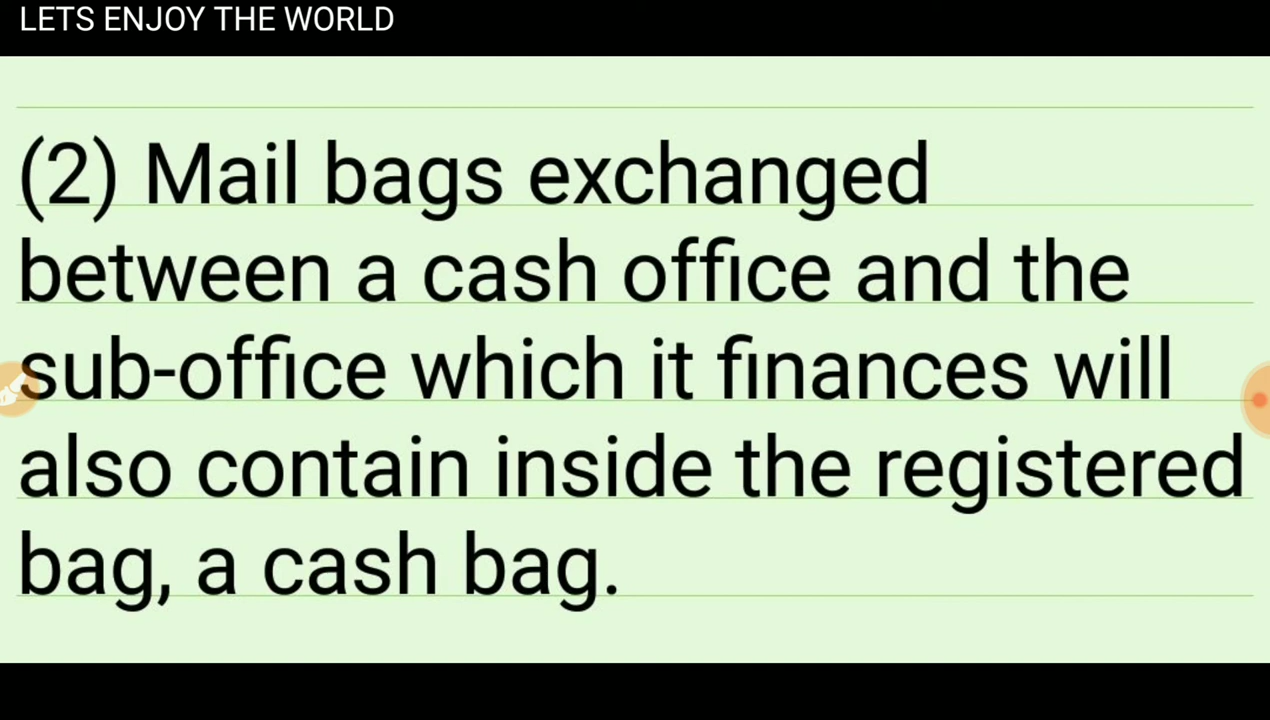 LETS ENJOY THE WORLD
(2) Mail bags exchanged
between a cash office and the
sub-office which it finances will
also contain inside the registered
bag, a cash bag.